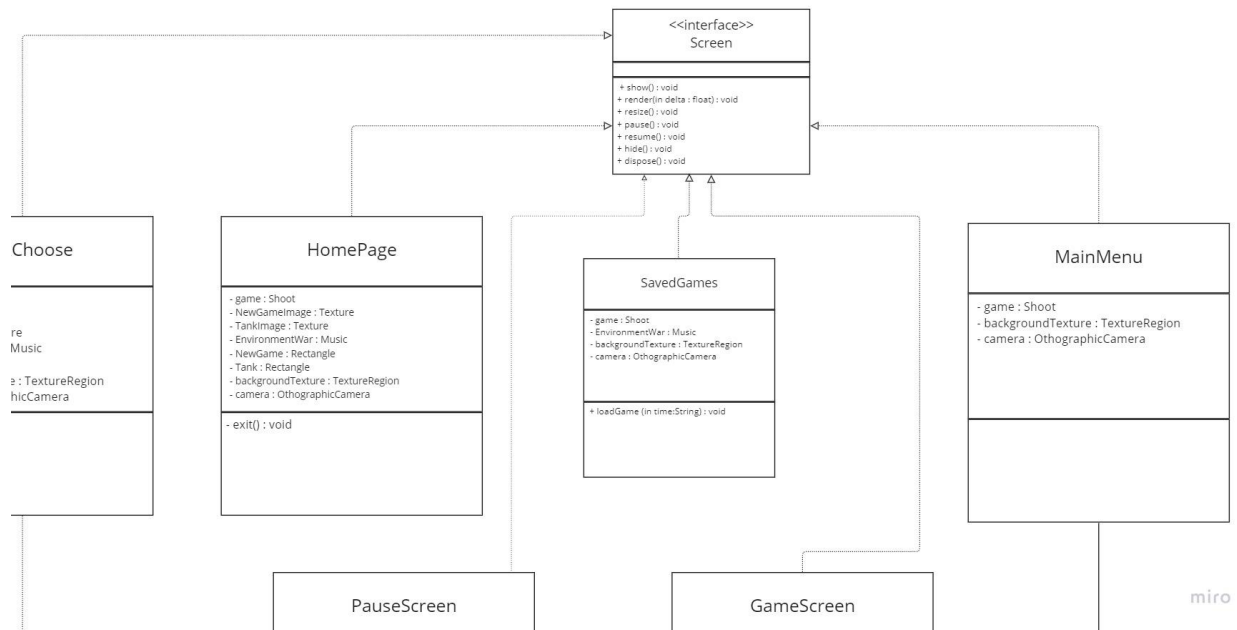 <<interface>>
Screen
+ show() : void
+ render(in delta : float) : void
+ resize() : void
+ pause() : void
+ resume() : void
+ hide() : void
+ dispose() : void
Choose
re
Music
e : TextureRegion
hicCamera
HomePage
- game : Shoot
- NewGameImage : Texture
- TankImage : Texture
- EnvironmentWar : Music
- NewGame : Rectangle
- Tank : Rectangle
- backgroundTexture : TextureRegion
- camera : OthographicCamera
- exit() : void
SavedGames
- game : Shoot
- EnvironmentWar : Music
- backgroundTexture : TextureRegion
- camera : OthographicCamera
+ loadGame (in time:String) : void
MainMenu
- game : Shoot
- backgroundTexture : TextureRegion
- camera : OthographicCamera
PauseScreen
GameScreen
miro